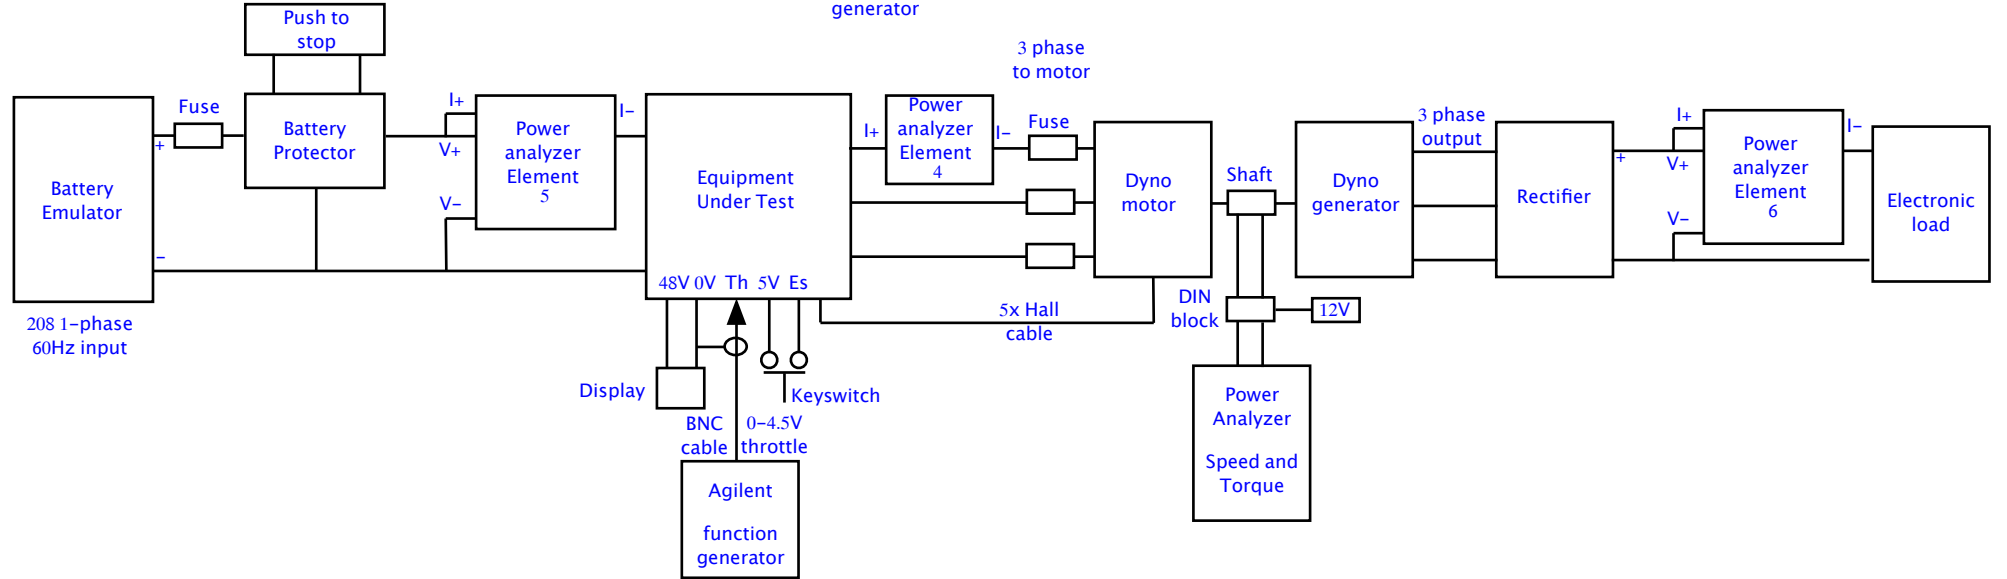 generator
Push to
stop
3 phase
to motor
Fuse
I+
I-
Power
analyzer
Element
4
I+
I-
Fuse
3 phase
output
I+
I-
Battery
Protector
Power
analyzer
Element
5
V+
V-
+
-
Battery
Emulator
Equipment
Under Test
Dyno
motor
Shaft
Dyno
generator
Rectifier
+
V+
V-
Power
analyzer
Element
6
Electronic
load
48V 0V Th 5V Es
208 1-phase
60Hz input
5x Hall
cable
DIN
block
12V
Display
Keyswitch
BNC
cable
0-4.5V
throttle
Power
Analyzer
Speed and
Torque
Agilent
function
generator